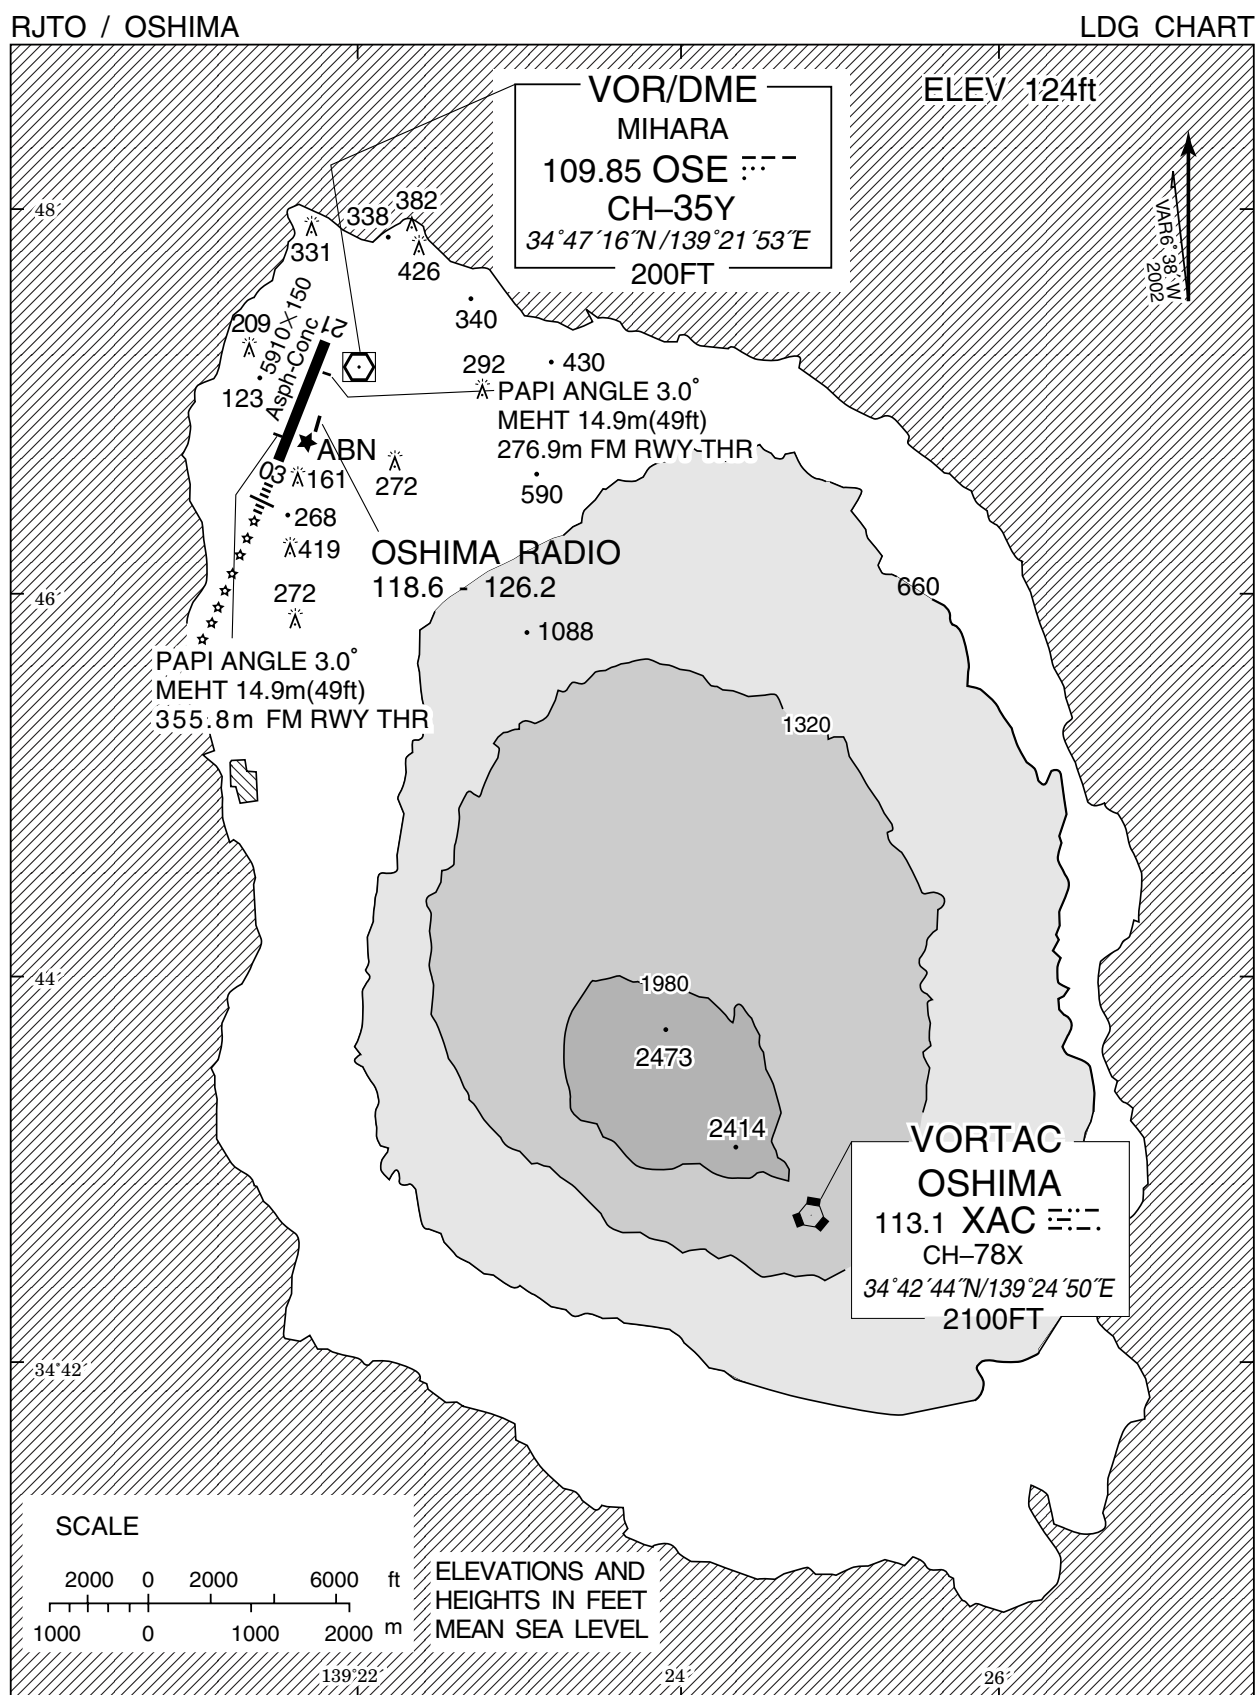 RJTO / OSHIMA
LDG CHART
VOR/DME
MIHARA
109.85 OSE
CH–35Y
34°47´16˝N/139°21´53˝E
200FT
ELEV 124ft
VAR6°38´W
2002
48´
338
382
331
426
340
209
5910×150
Asph-Conc
21
292
430
123
PAPI ANGLE 3.0°
MEHT 14.9m(49ft)
276.9m FM RWY THR
ABN
03
161
272
590
268
419
OSHIMA RADIO
118.6 - 126.2
46´
272
660
1088
PAPI ANGLE 3.0°
MEHT 14.9m(49ft)
355.8m FM RWY THR
1320
44´
1980
2473
2414
VORTAC
OSHIMA
113.1 XAC
CH–78X
34°42´44˝N/139°24´50˝E
2100FT
34°42´
SCALE
2000 0 2000 6000 ft
1000 0 1000 2000 m
ELEVATIONS AND
HEIGHTS IN FEET
MEAN SEA LEVEL
139°22´
24´
26´